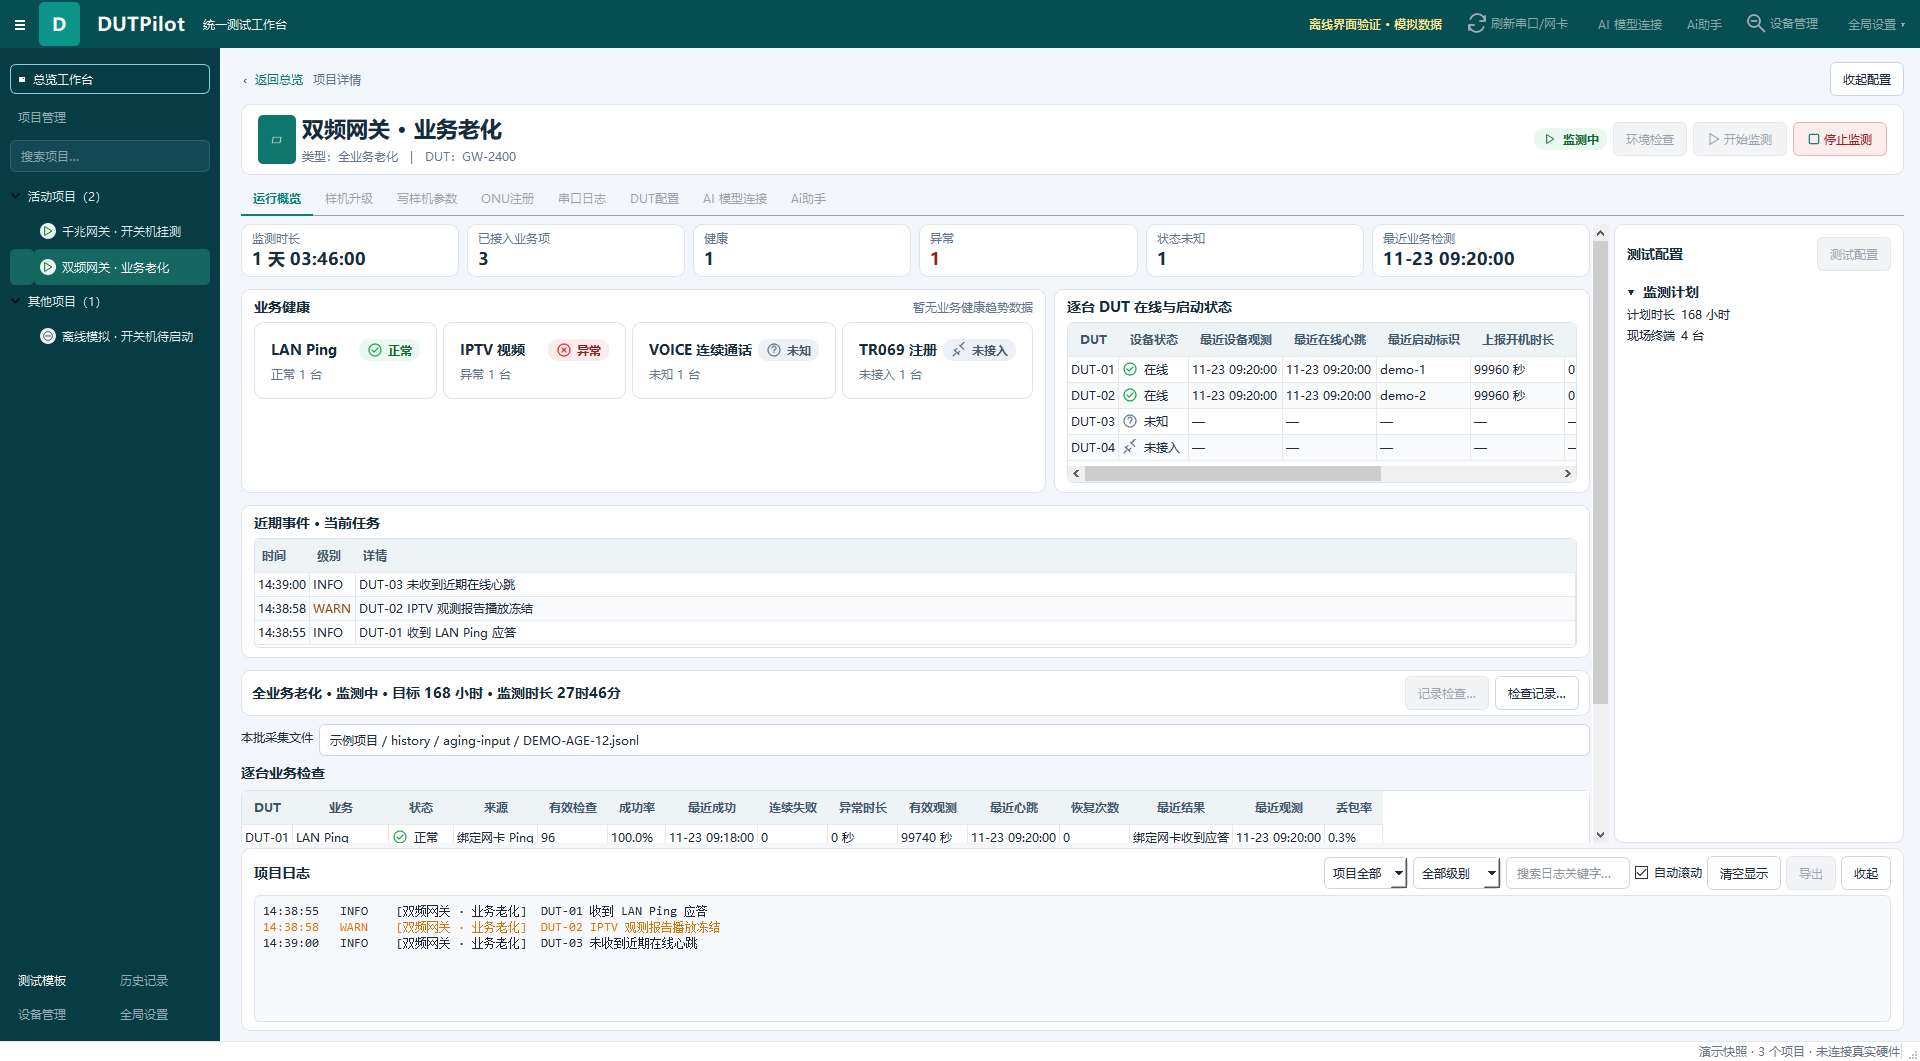 D DUTPilot 统一测试工作台 离线界面验证 • 模拟数据 刷新串口/网卡 AI 模型连接 Ai助手 设备管理 全局设置
总览工作台
项目管理
搜索项目...
活动项目 (2)
千兆网关 · 开关机挂测
双频网关 · 业务老化
其他项目 (1)
离线模拟 · 开关机待启动
测试模板 历史记录
设备管理 全局设置
‹ 返回总览 项目详情 收起配置
双频网关 • 业务老化
类型: 全业务老化 | DUT: GW-2400
监测中 环境检查 开始监测 停止监测
运行概览 样机升级 写样机参数 ONU注册 串口日志 DUT配置 AI 模型连接 Ai助手
监测时长 已接入业务项 健康 异常 状态未知 最近业务检测
1 天 03:46:00 3 1 1 1 11-23 09:20:00
业务健康 暂无业务健康趋势数据
LAN Ping 正常 IPTV 视频 异常 VOICE 连续通话 未知 TR069 注册 未接入
正常 1 台 异常 1 台 未知 1 台 未接入 1 台
逐台 DUT 在线与启动状态
DUT 设备状态 最近设备观测 最近在线心跳 最近启动标识 上报开机时长
DUT-01 在线 11-23 09:20:00 11-23 09:20:00 demo-1 99960 秒 0
DUT-02 在线 11-23 09:20:00 11-23 09:20:00 demo-2 99960 秒 0
DUT-03 未知 — — — — —
DUT-04 未接入 — — — — —
测试配置 测试配置
监测计划
计划时长 168 小时
现场终端 4 台
近期事件 • 当前任务
时间 级别 详情
14:39:00 INFO DUT-03 未收到近期在线心跳
14:38:58 WARN DUT-02 IPTV 观测报告播放冻结
14:38:55 INFO DUT-01 收到 LAN Ping 应答
全业务老化 • 监测中 • 目标 168 小时 • 监测时长 27时46分 记录检查... 检查记录...
本批采集文件 示例项目 / history / aging-input / DEMO-AGE-12.jsonl
逐台业务检查
DUT 业务 状态 来源 有效检查 成功率 最近成功 连续失败 异常时长 有效观测 最近心跳 恢复次数 最近结果 最近观测 丢包率
DUT-01 LAN Ping 正常 绑定网卡 Ping 96 100.0% 11-23 09:18:00 0 0 秒 99740 秒 11-23 09:20:00 0 绑定网卡收到应答 11-23 09:20:00 0.3%
项目日志 项目全部 全部级别 搜索日志关键字... 自动滚动 清空显示 导出 收起
14:38:55 INFO [双频网关 · 业务老化] DUT-01 收到 LAN Ping 应答
14:38:58 WARN [双频网关 · 业务老化] DUT-02 IPTV 观测报告播放冻结
14:39:00 INFO [双频网关 · 业务老化] DUT-03 未收到近期在线心跳
演示快照 · 3 个项目 · 未连接真实硬件